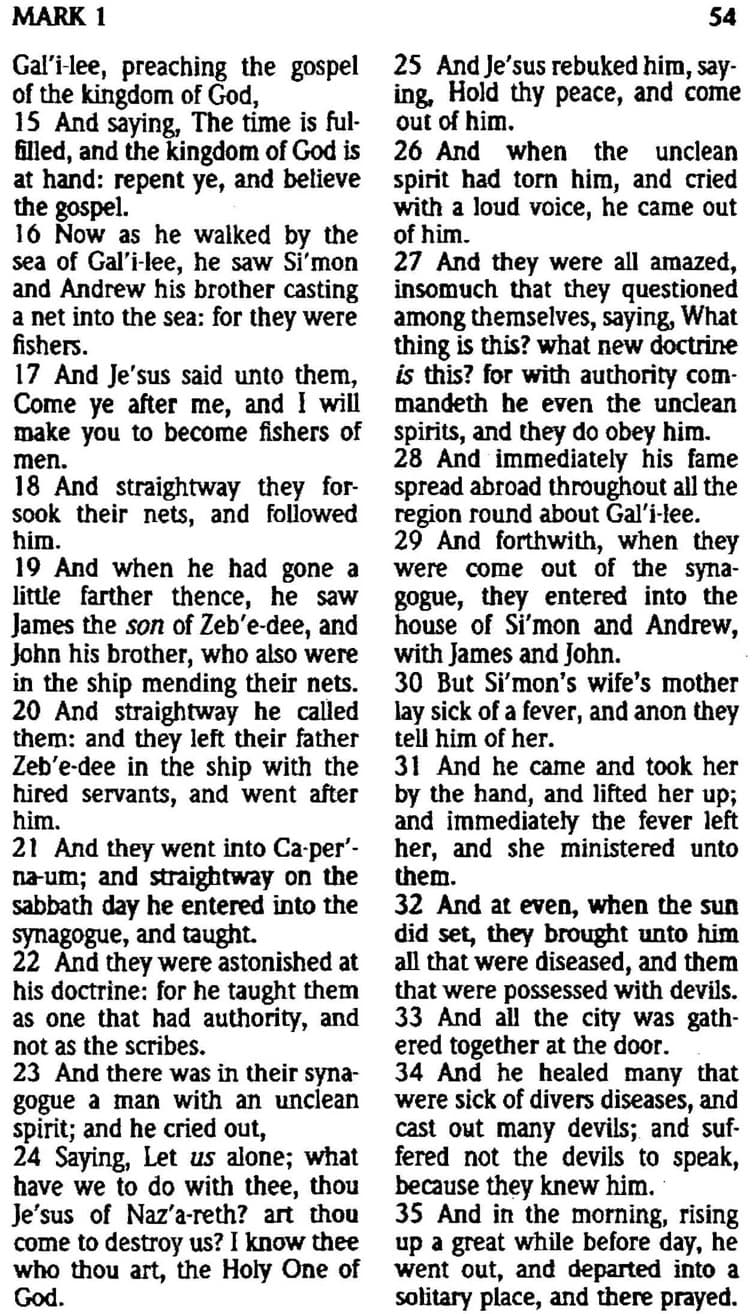 MARK 1
54
Gal'i-lee, preaching the gospel
of the kingdom of God,
15 And saying, The time is ful-
filled, and the kingdom of God is
at hand: repent ye, and believe
the gospel.
16 Now as he walked by the
sea of Gal'i-lee, he saw Si'mon
and Andrew his brother casting
a net into the sea: for they were
fishers.
17 And Je'sus said unto them,
Come ye after me, and I will
make you to become fishers of
men.
18 And straightway they for-
sook their nets, and followed
him.
19 And when he had gone a
little farther thence, he saw
James the son of Zeb'e-dee, and
John his brother, who also were
in the ship mending their nets.
20 And straightway he called
them: and they left their father
Zeb'e-dee in the ship with the
hired servants, and went after
him.
21 And they went into Ca-per'-
na-um; and straightway on the
sabbath day he entered into the
synagogue, and taught.
22 And they were astonished at
his doctrine: for he taught them
as one that had authority, and
not as the scribes.
23 And there was in their syna-
gogue a man with an unclean
spirit; and he cried out,
24 Saying, Let us alone; what
have we to do with thee, thou
Je'sus of Naz'a-reth? art thou
come to destroy us? I know thee
who thou art, the Holy One of
God.
25 And Je'sus rebuked him, say-
ing, Hold thy peace, and come
out of him.
26 And when the unclean
spirit had torn him, and cried
with a loud voice, he came out
of him.
27 And they were all amazed,
insomuch that they questioned
among themselves, saying, What
thing is this? what new doctrine
is this? for with authority com-
mandeth he even the unclean
spirits, and they do obey him.
28 And immediately his fame
spread abroad throughout all the
region round about Gal'i-lee.
29 And forthwith, when they
were come out of the syna-
gogue, they entered into the
house of Si'mon and Andrew,
with James and John.
30 But Si'mon's wife's mother
lay sick of a fever, and anon they
tell him of her.
31 And he came and took her
by the hand, and lifted her up;
and immediately the fever left
her, and she ministered unto
them.
32 And at even, when the sun
did set, they brought unto him
all that were diseased, and them
that were possessed with devils.
33 And all the city was gath-
ered together at the door.
34 And he healed many that
were sick of divers diseases, and
cast out many devils; and suf-
fered not the devils to speak,
because they knew him.
35 And in the morning, rising
up a great while before day, he
went out, and departed into a
solitary place, and there prayed.